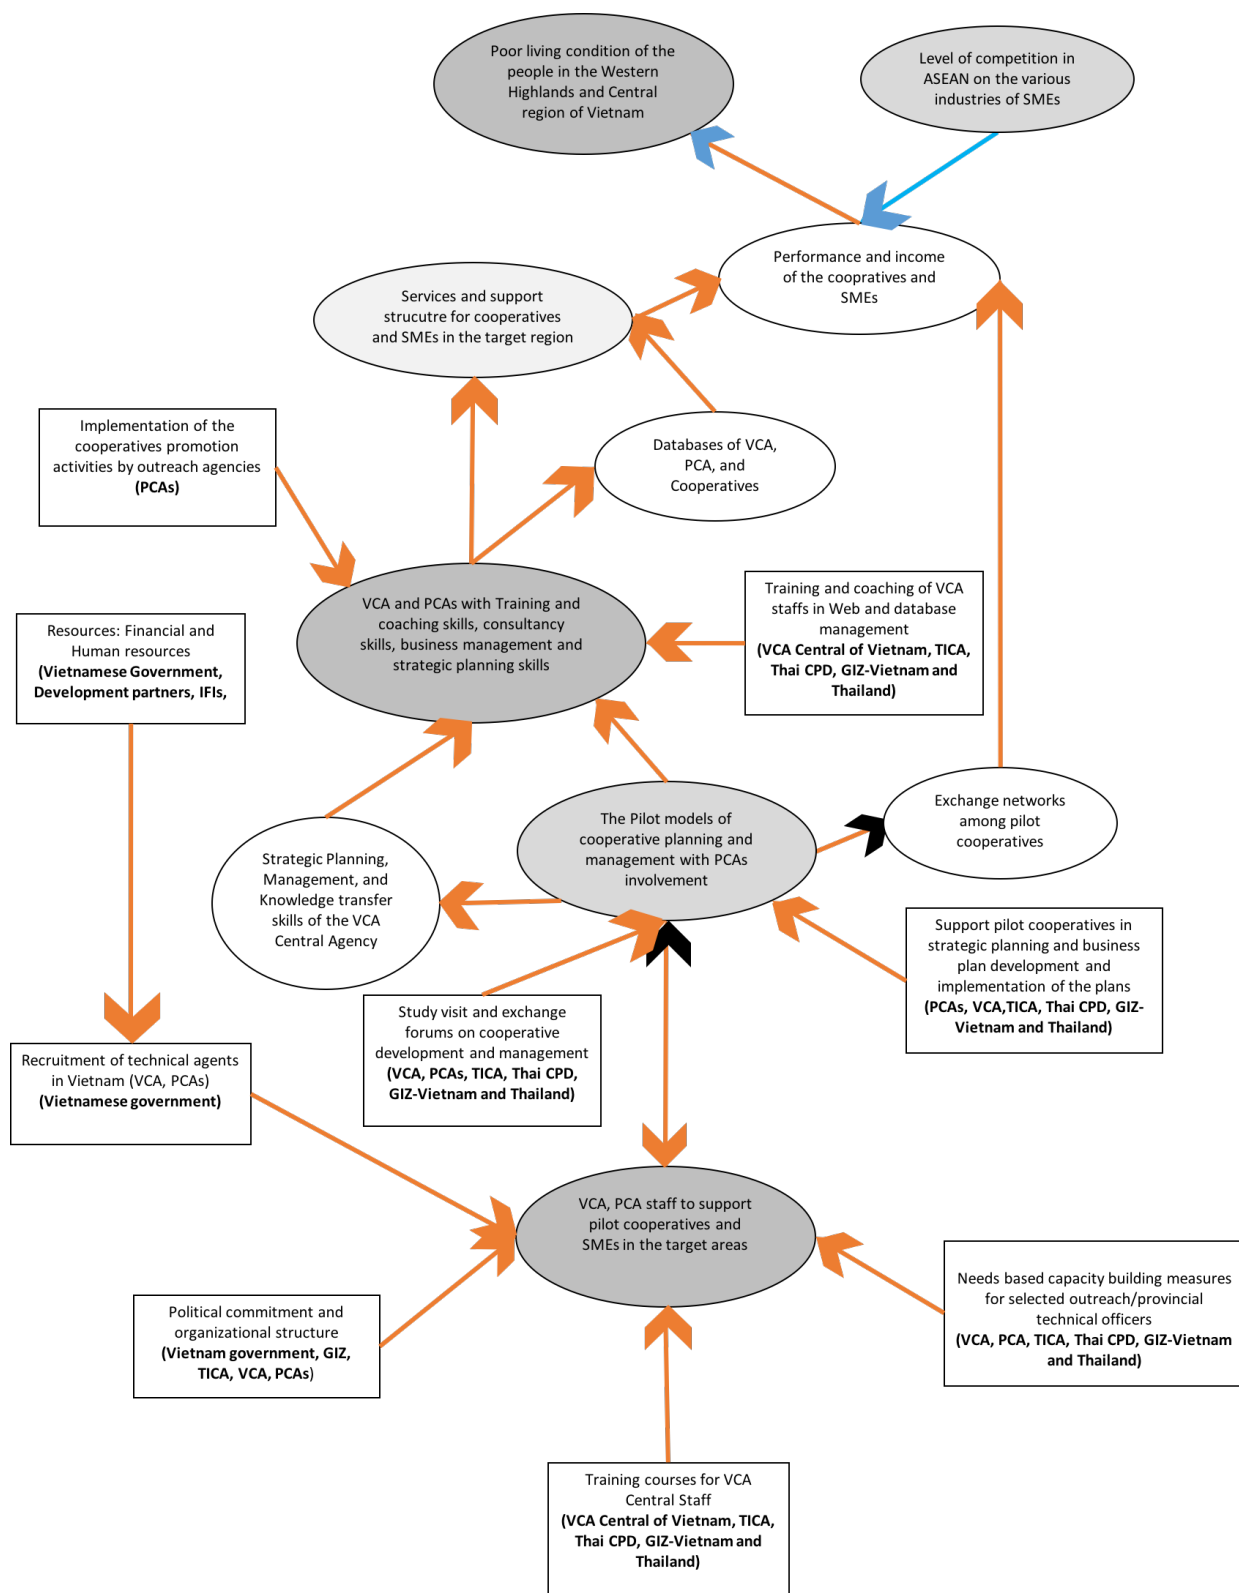 Poor living condition of the
people in the Western
Highlands and Central
region of Vietnam
Level of competition in
ASEAN on the various
industries of SMEs
Performance and income
of the coopratives and
SMEs
Services and support
strucutre for cooperatives
and SMEs in the target region
Implementation of the
cooperatives promotion
activities by outreach agencies
(PCAs)
Databases of VCA,
PCA, and
Cooperatives
VCA and PCAs with Training and
coaching skills, consultancy
skills, business management and
strategic planning skills
Training and coaching of VCA
staffs in Web and database
management
(VCA Central of Vietnam, TICA,
Thai CPD, GIZ-Vietnam and
Thailand)
Resources: Financial and
Human resources
(Vietnamese Government,
Development partners, IFIs,
Exchange networks
among pilot
cooperatives
The Pilot models of
cooperative planning and
management with PCAs
involvement
Strategic Planning,
Management, and
Knowledge transfer
skills of the VCA
Central Agency
Support pilot cooperatives in
strategic planning and business
plan development and
implementation of the plans
(PCAs, VCA,TICA, Thai CPD, GIZ-
Vietnam and Thailand)
Study visit and exchange
forums on cooperative
development and management
(VCA, PCAs, TICA, Thai CPD,
GIZ-Vietnam and Thailand)
Recruitment of technical agents
in Vietnam (VCA, PCAs)
(Vietnamese government)
VCA, PCA staff to support
pilot cooperatives and
SMEs in the target areas
Needs based capacity building measures
for selected outreach/provincial
technical officers
(VCA, PCA, TICA, Thai CPD, GIZ-Vietnam
and Thailand)
Political commitment and
organizational structure
(Vietnam government, GIZ,
TICA, VCA, PCAs)
Training courses for VCA
Central Staff
(VCA Central of Vietnam, TICA,
Thai CPD, GIZ-Vietnam and
Thailand)